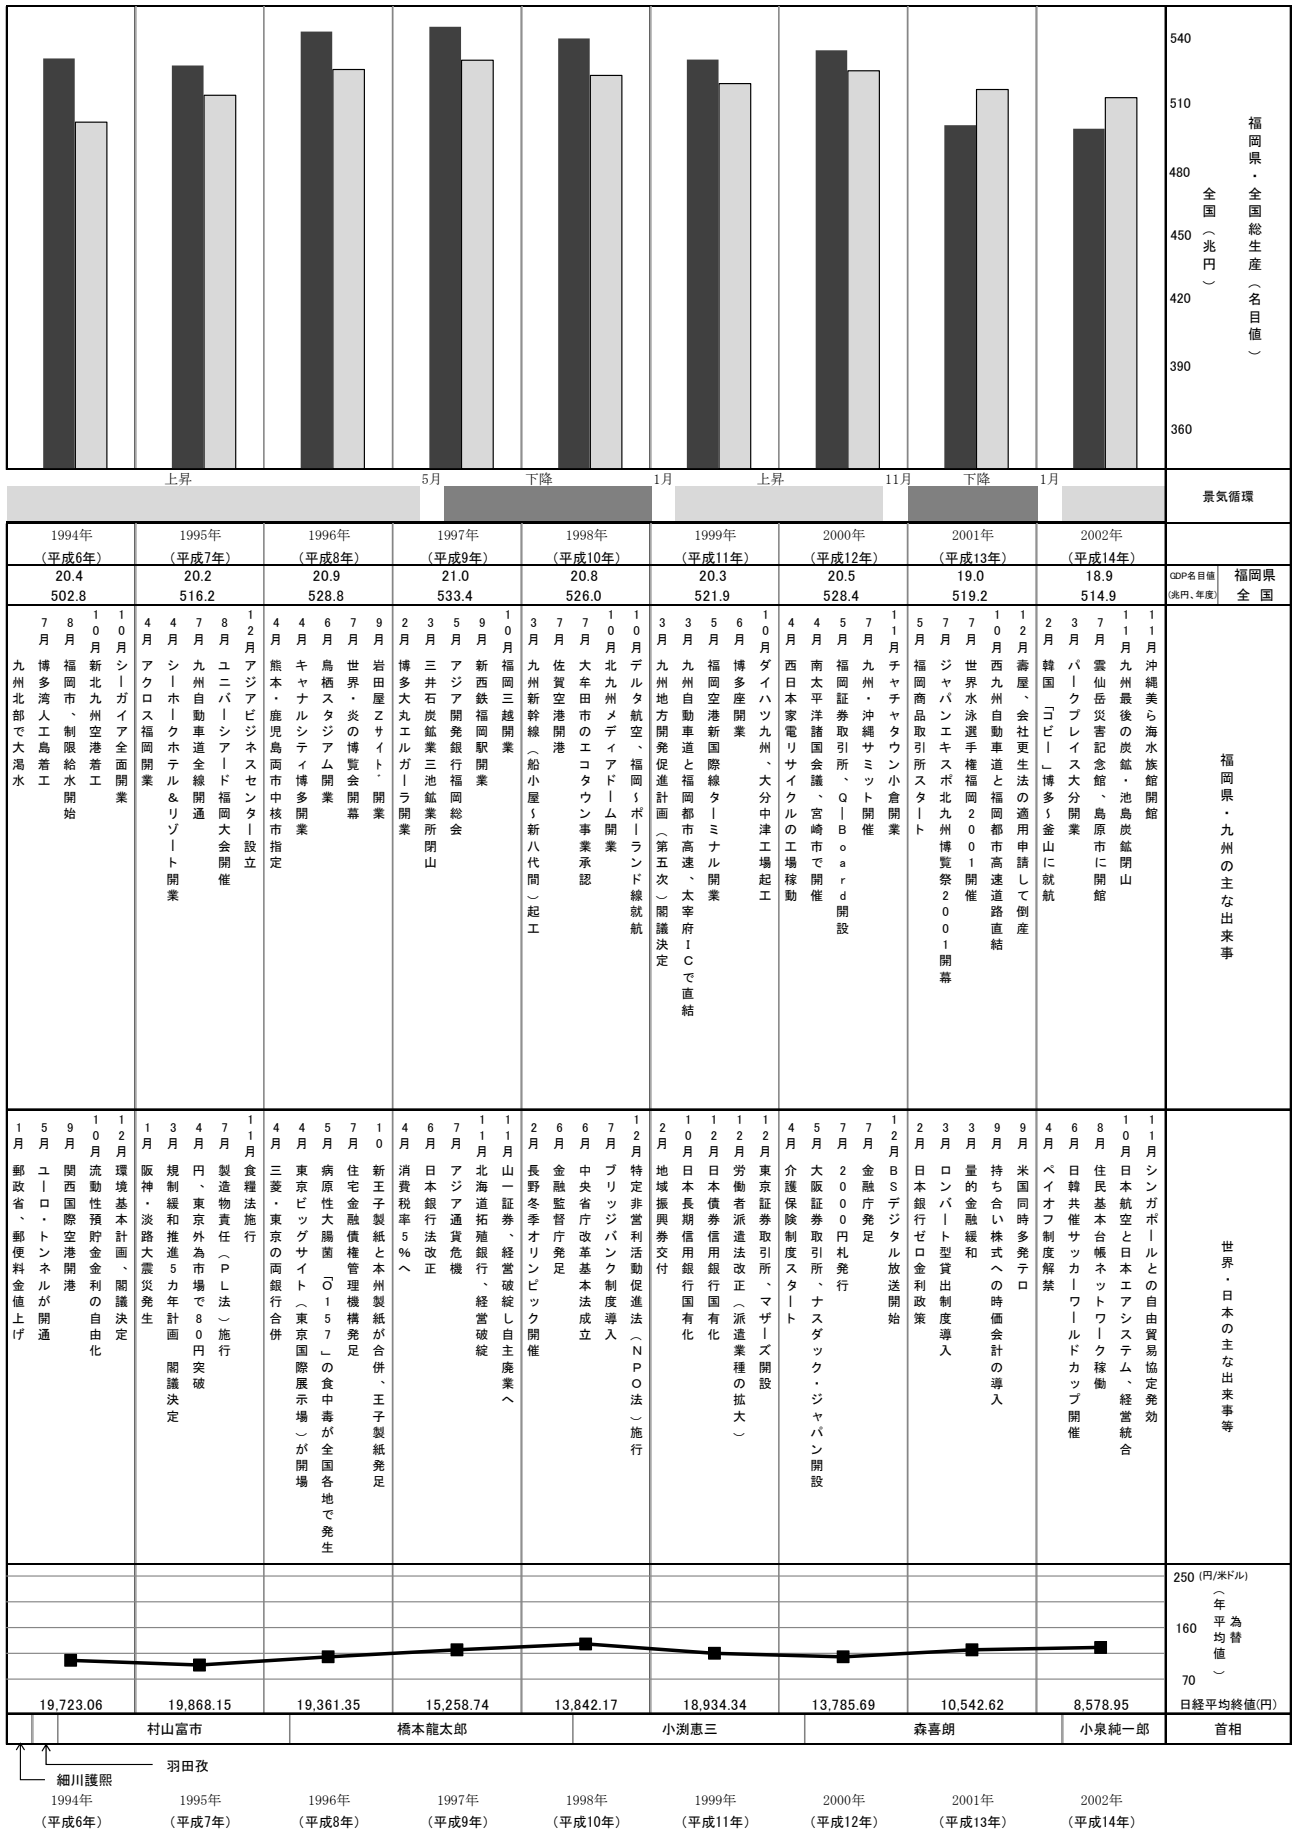 540
510
480
450
420
390
360
全国（兆円）
福岡県・全国総生産（名目値）
上昇
5月
下降
1月
上昇
11月
下降
1月
景気循環
1994年
（平成6年）
1995年
（平成7年）
1996年
（平成8年）
1997年
（平成9年）
1998年
（平成10年）
1999年
（平成11年）
2000年
（平成12年）
2001年
（平成13年）
2002年
（平成14年）
20.4 20.2 20.9 21.0 20.8 20.3 20.5 19.0 18.9 GDP名目値 福岡県
502.8 516.2 528.8 533.4 526.0 521.9 528.4 519.2 514.9 (兆円、年度) 全 国
九州北部で大渇水
7月 博多湾人工島着工
8月 福岡市、制限給水開始
10月 新北九州空港着工
10月 シーガイア全面開業
4月 アクロス福岡開業
4月 シーホークホテル＆リゾート開業
7月 九州自動車道全線開通
8月 ユニバーシアード福岡大会開催
12月 アジアビジネスセンター設立
4月 熊本・鹿児島両市中核市指定
4月 キャナルシティ博多開業
6月 鳥栖スタジアム開業
7月 世界・炎の博覧会開幕
9月 岩田屋Zサイド 開業
2月 博多大丸エルガーラ開業
3月 三井石炭鉱業三池鉱業所閉山
5月 アジア開発銀行福岡総会
9月 新西鉄福岡駅開業
10月 福岡三越開業
3月 九州新幹線（船小屋～新八代間）起工
7月 佐賀空港開港
7月 大牟田市のエコタウン事業承認
10月 北九州メディアドーム開業
10月 デルタ航空、福岡～ポーランド線就航
3月 九州地方開発促進計画（第五次）閣議決定
3月 九州自動車道と福岡都市高速、太宰府ICで直結
5月 福岡空港新国際線ターミナル開業
6月 博多座開業
10月 ダイハツ九州、大分中津工場起工
4月 西日本家電リサイクルの工場稼動
4月 南太平洋諸国会議、宮崎市で開催
5月 福岡証券取引所、Q－Board開設
7月 九州・沖縄サミット開催
11月 チャチャタウン小倉開業
5月 福岡商品取引所スタート
7月 ジャパンエキスポ北九州博覧祭2001開幕
7月 世界水泳選手権福岡2001開催
10月 西九州自動車道と福岡都市高速道路直結
12月 壽屋、会社更生法の適用申請して倒産
2月 韓国「コビー」博多～釜山に就航
3月 パークプレイス大分開業
7月 雲仙岳災害記念館、島原市に開館
11月 九州最後の炭鉱・池島炭鉱閉山
11月 沖縄美ら海水族館開館
福岡県・九州の主な出来事
1月 郵政省、郵便料金値上げ
5月 ユーロ・トンネルが開通
9月 関西国際空港開港
10月 流動性預貯金金利の自由化
12月 環境基本計画、閣議決定
1月 阪神・淡路大震災発生
3月 規制緩和推進5カ年計画 閣議決定
4月 円、東京外為市場で80円突破
7月 製造物責任（PL法）施行
11月 食糧法施行
4月 三菱・東京の両銀行合併
4月 東京ビッグサイト（東京国際展示場）が開場
5月 病原性大腸菌「O157」の食中毒が全国各地で発生
7月 住宅金融債権管理機構発足
10 新王子製紙と本州製紙が合併、王子製紙発足
4月 消費税率5％へ
6月 日本銀行法改正
7月 アジア通貨危機
11月 北海道拓殖銀行、経営破綻
11月 山一証券、経営破綻し自主廃業へ
2月 長野冬季オリンピック開催
6月 金融監督庁発足
6月 中央省庁改革基本法成立
7月 ブリッジバンク制度導入
12月 特定非営利活動促進法（NPO法）施行
2月 地域振興券交付
10月 日本長期信用銀行国有化
12月 日本債券信用銀行国有化
12月 労働者派遣法改正（派遣業種の拡大）
12月 東京証券取引所、マザーズ開設
4月 介護保険制度スタート
5月 大阪証券取引所、ナスダック・ジャパン開設
7月 2000円札発行
7月 金融庁発足
12月 BSデジタル放送開始
2月 日本銀行ゼロ金利政策
3月 ロンバート型貸出制度導入
3月 量的金融緩和
9月 持ち合い株式への時価会計の導入
9月 米国同時多発テロ
4月 ペイオフ制度解禁
6月 日韓共催サッカーワールドカップ開催
8月 住民基本台帳ネットワーク稼働
10月 日本航空と日本エアシステム、経営統合
11月 シンガポールとの自由貿易協定発効
世界・日本の主な出来事等
250 (円/米ドル)
160
70
（年平均値）
為替
19,723.06 19,868.15 19,361.35 15,258.74 13,842.17 18,934.34 13,785.69 10,542.62 8,578.95 日経平均終値(円)
村山富市 橋本龍太郎 小渕恵三 森喜朗 小泉純一郎 首相
羽田孜
細川護熙
1994年
（平成6年）
1995年
（平成7年）
1996年
（平成8年）
1997年
（平成9年）
1998年
（平成10年）
1999年
（平成11年）
2000年
（平成12年）
2001年
（平成13年）
2002年
（平成14年）